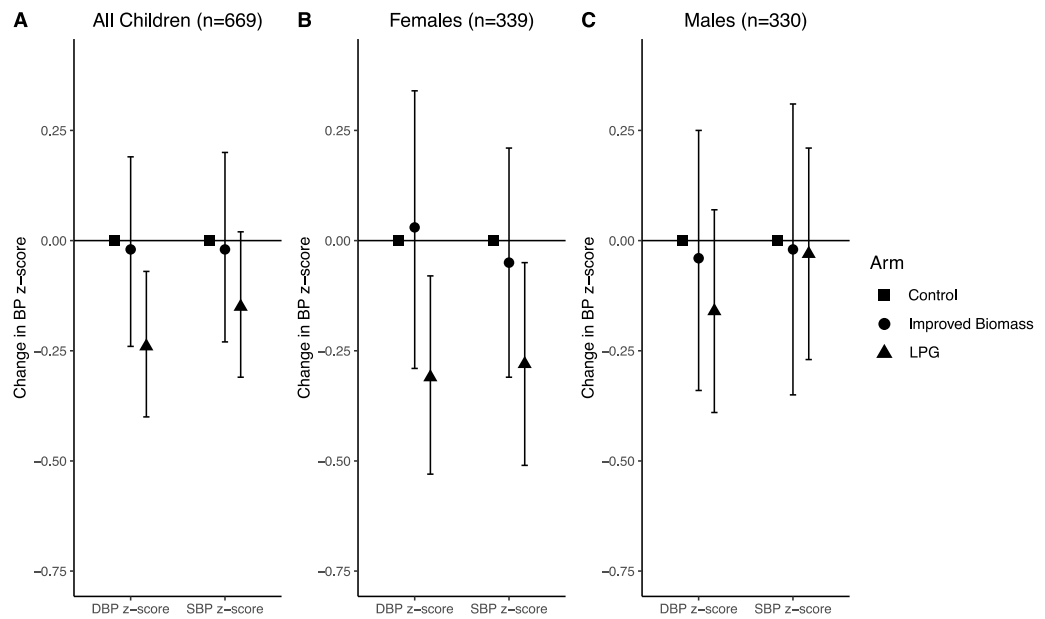 A All Children (n=669)
Change in BP z−score
0.25
0.00
−0.25
−0.50
−0.75
DBP z−score SBP z−score
B Females (n=339)
Change in BP z−score
0.25
0.00
−0.25
−0.50
−0.75
DBP z−score SBP z−score
C Males (n=330)
Change in BP z−score
0.25
0.00
−0.25
−0.50
−0.75
DBP z−score SBP z−score
Arm
Control
Improved Biomass
LPG